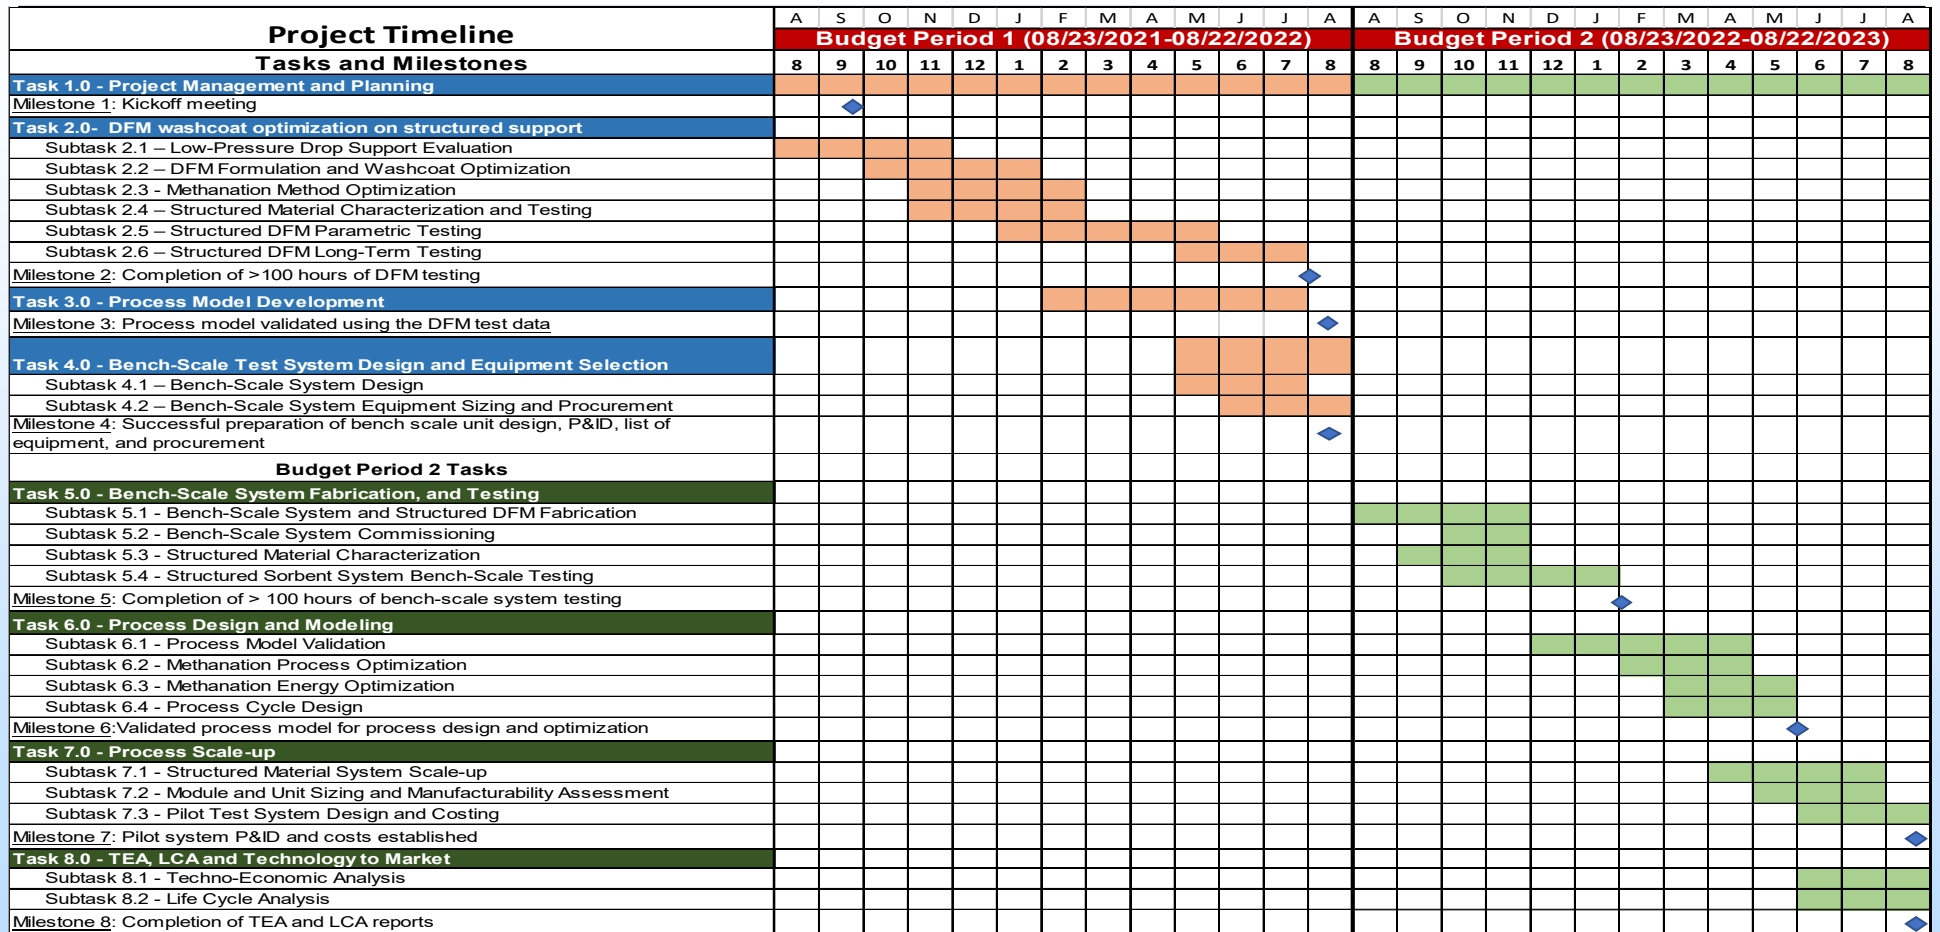 A S O N D J F M A M J J A A S O N D J F M A M J J A
Project Timeline
Budget Period 1 (08/23/2021-08/22/2022) Budget Period 2 (08/23/2022-08/22/2023)
Tasks and Milestones 8 9 10 11 12 1 2 3 4 5 6 7 8 8 9 10 11 12 1 2 3 4 5 6 7 8
Task 1.0 - Project Management and Planning
Milestone 1: Kickoff meeting
Task 2.0- DFM washcoat optimization on structured support
Subtask 2.1 – Low-Pressure Drop Support Evaluation
Subtask 2.2 – DFM Formulation and Washcoat Optimization
Subtask 2.3 - Methanation Method Optimization
Subtask 2.4 – Structured Material Characterization and Testing
Subtask 2.5 – Structured DFM Parametric Testing
Subtask 2.6 – Structured DFM Long-Term Testing
Milestone 2: Completion of >100 hours of DFM testing
Task 3.0 - Process Model Development
Milestone 3: Process model validated using the DFM test data
Task 4.0 - Bench-Scale Test System Design and Equipment Selection
Subtask 4.1 – Bench-Scale System Design
Subtask 4.2 – Bench-Scale System Equipment Sizing and Procurement
Milestone 4: Successful preparation of bench scale unit design, P&ID, list of
equipment, and procurement
Budget Period 2 Tasks
Task 5.0 - Bench-Scale System Fabrication, and Testing
Subtask 5.1 - Bench-Scale System and Structured DFM Fabrication
Subtask 5.2 - Bench-Scale System Commissioning
Subtask 5.3 - Structured Material Characterization
Subtask 5.4 - Structured Sorbent System Bench-Scale Testing
Milestone 5: Completion of > 100 hours of bench-scale system testing
Task 6.0 - Process Design and Modeling
Subtask 6.1 - Process Model Validation
Subtask 6.2 - Methanation Process Optimization
Subtask 6.3 - Methanation Energy Optimization
Subtask 6.4 - Process Cycle Design
Milestone 6:Validated process model for process design and optimization
Task 7.0 - Process Scale-up
Subtask 7.1 - Structured Material System Scale-up
Subtask 7.2 - Module and Unit Sizing and Manufacturability Assessment
Subtask 7.3 - Pilot Test System Design and Costing
Milestone 7: Pilot system P&ID and costs established
Task 8.0 - TEA, LCA and Technology to Market
Subtask 8.1 - Techno-Economic Analysis
Subtask 8.2 - Life Cycle Analysis
Milestone 8: Completion of TEA and LCA reports